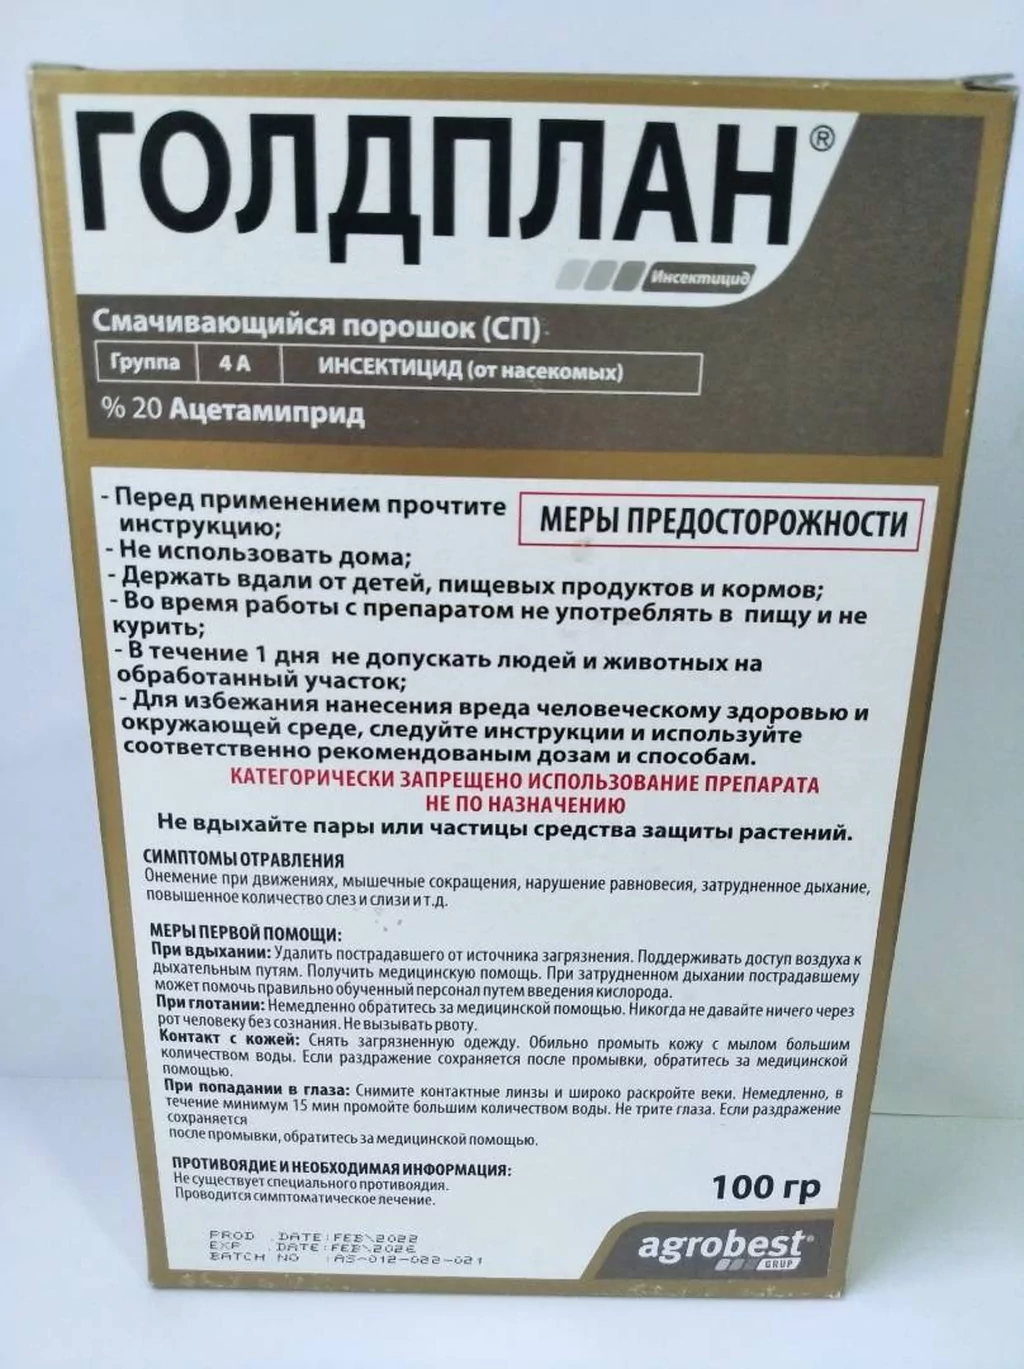 ГОЛДПЛАН®
Инсектицид
Смачивающийся порошок (СП)
Группа 4 А ИНСЕКТИЦИД (от насекомых)
% 20 Ацетамиприд
МЕРЫ ПРЕДОСТОРОЖНОСТИ
- Перед применением прочтите
инструкцию;
- Не использовать дома;
- Держать вдали от детей, пищевых продуктов и кормов;
- Во время работы с препаратом не употреблять в пищу и не
курить;
- В течение 1 дня не допускать людей и животных на
обработанный участок;
- Для избежания нанесения вреда человеческому здоровью и
окружающей среде, следуйте инструкции и используйте
соответственно рекомендованым дозам и способам.
КАТЕГОРИЧЕСКИ ЗАПРЕЩЕНО ИСПОЛЬЗОВАНИЕ ПРЕПАРАТА
НЕ ПО НАЗНАЧЕНИЮ
Не вдыхайте пары или частицы средства защиты растений.
СИМПТОМЫ ОТРАВЛЕНИЯ
Онемение при движениях, мышечные сокращения, нарушение равновесия, затрудненное дыхание,
повышенное количество слез и слизи и т.д.
МЕРЫ ПЕРВОЙ ПОМОЩИ:
При вдыхании: Удалить пострадавшего от источника загрязнения. Поддерживать доступ воздуха к
дыхательным путям. Получить медицинскую помощь. При затрудненном дыхании пострадавшему
может помочь правильно обученный персонал путем введения кислорода.
При глотании: Немедленно обратитесь за медицинской помощью. Никогда не давайте ничего через
рот человеку без сознания. Не вызывать рвоту.
Контакт с кожей: Снять загрязненную одежду. Обильно промыть кожу с мылом большим
количеством воды. Если раздражение сохраняется после промывки, обратитесь за медицинской
помощью.
При попадании в глаза: Снимите контактные линзы и широко раскройте веки. Немедленно, в
течение минимум 15 мин промойте большим количеством воды. Не трите глаза. Если раздражение
сохраняется
после промывки, обратитесь за медицинской помощью.
ПРОТИВОЯДИЕ И НЕОБХОДИМАЯ ИНФОРМАЦИЯ:
Не существует специального противоядия.
Проводится симптоматическое лечение.
100 гр
PROD .DATE:FEB\2022
EXP .DATE:FEB\2026
BATCH NO :AS-012-022-021
agrobest®
GRUP